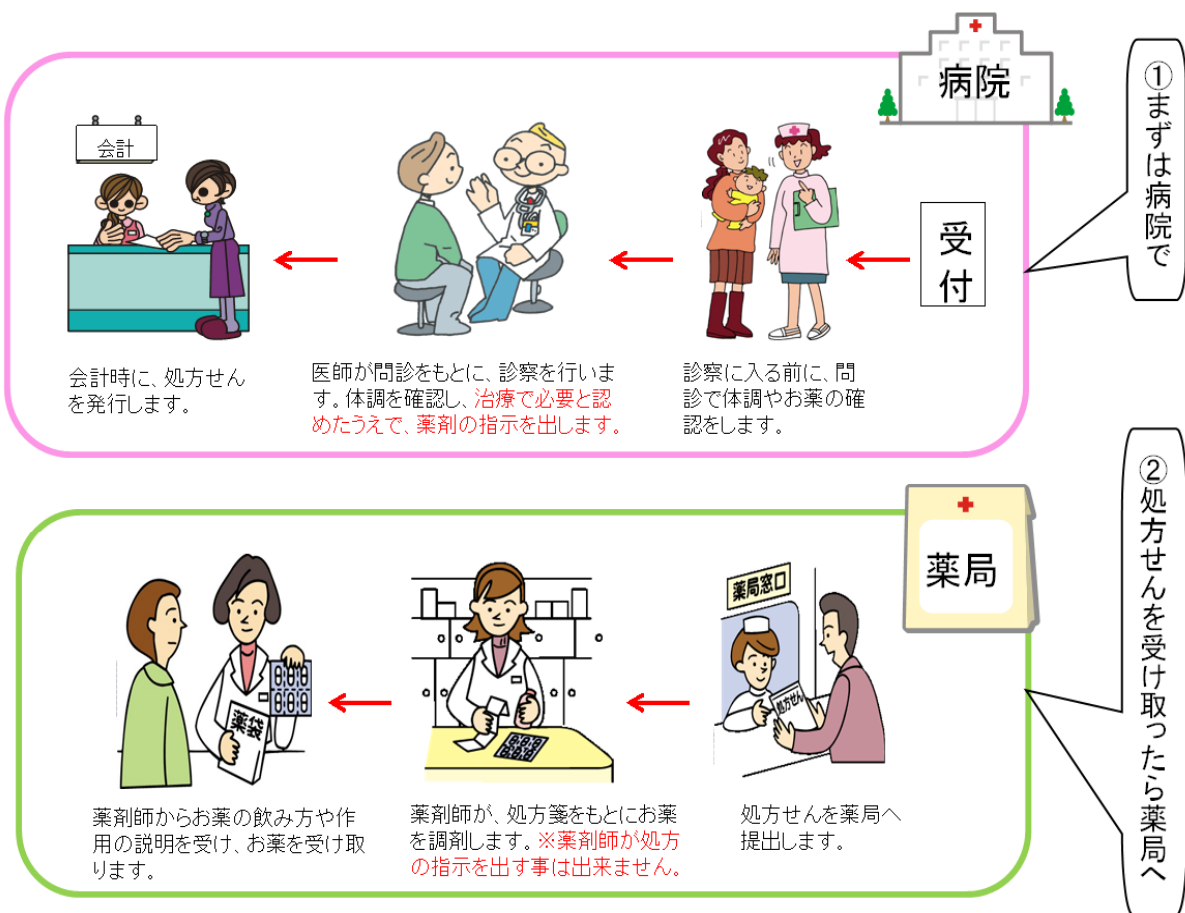 ①まずは病院で
病院
受付
診察に入る前に、問
診で体調やお薬の確
認をします。
医師が問診をもとに、診察を行いま
す。体調を確認し、治療で必要と認
めたうえで、薬剤の指示を出します。
会計
会計時に、処方せん
を発行します。
②処方せんを受け取ったら薬局へ
薬局
薬局窓口
処方せん
処方せんを薬局へ
提出します。
薬剤師が、処方箋をもとにお薬
を調剤します。※薬剤師が処方
の指示を出す事は出来ません。
薬袋
薬剤師からお薬の飲み方や作
用の説明を受け、お薬を受け取
ります。